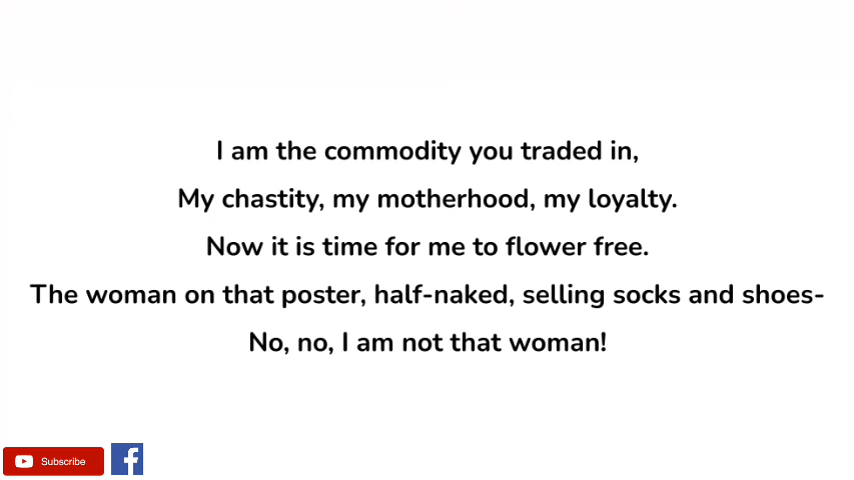 I am the commodity you traded in,
My chastity, my motherhood, my loyalty.
Now it is time for me to flower free.
The woman on that poster, half-naked, selling socks and shoes-
No, no, I am not that woman!
Subscribe